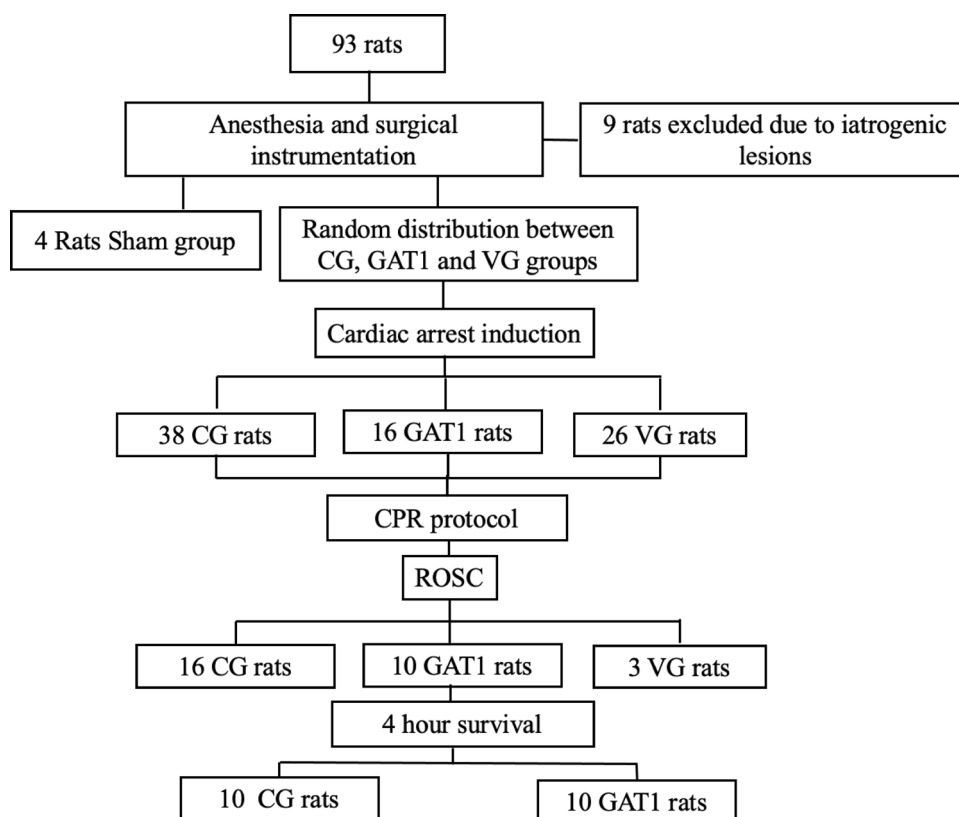 93 rats
Anesthesia and surgical
instrumentation
9 rats excluded due to iatrogenic
lesions
4 Rats Sham group
Random distribution between
CG, GAT1 and VG groups
Cardiac arrest induction
38 CG rats
16 GAT1 rats
26 VG rats
CPR protocol
ROSC
16 CG rats
10 GAT1 rats
3 VG rats
4 hour survival
10 CG rats
10 GAT1 rats